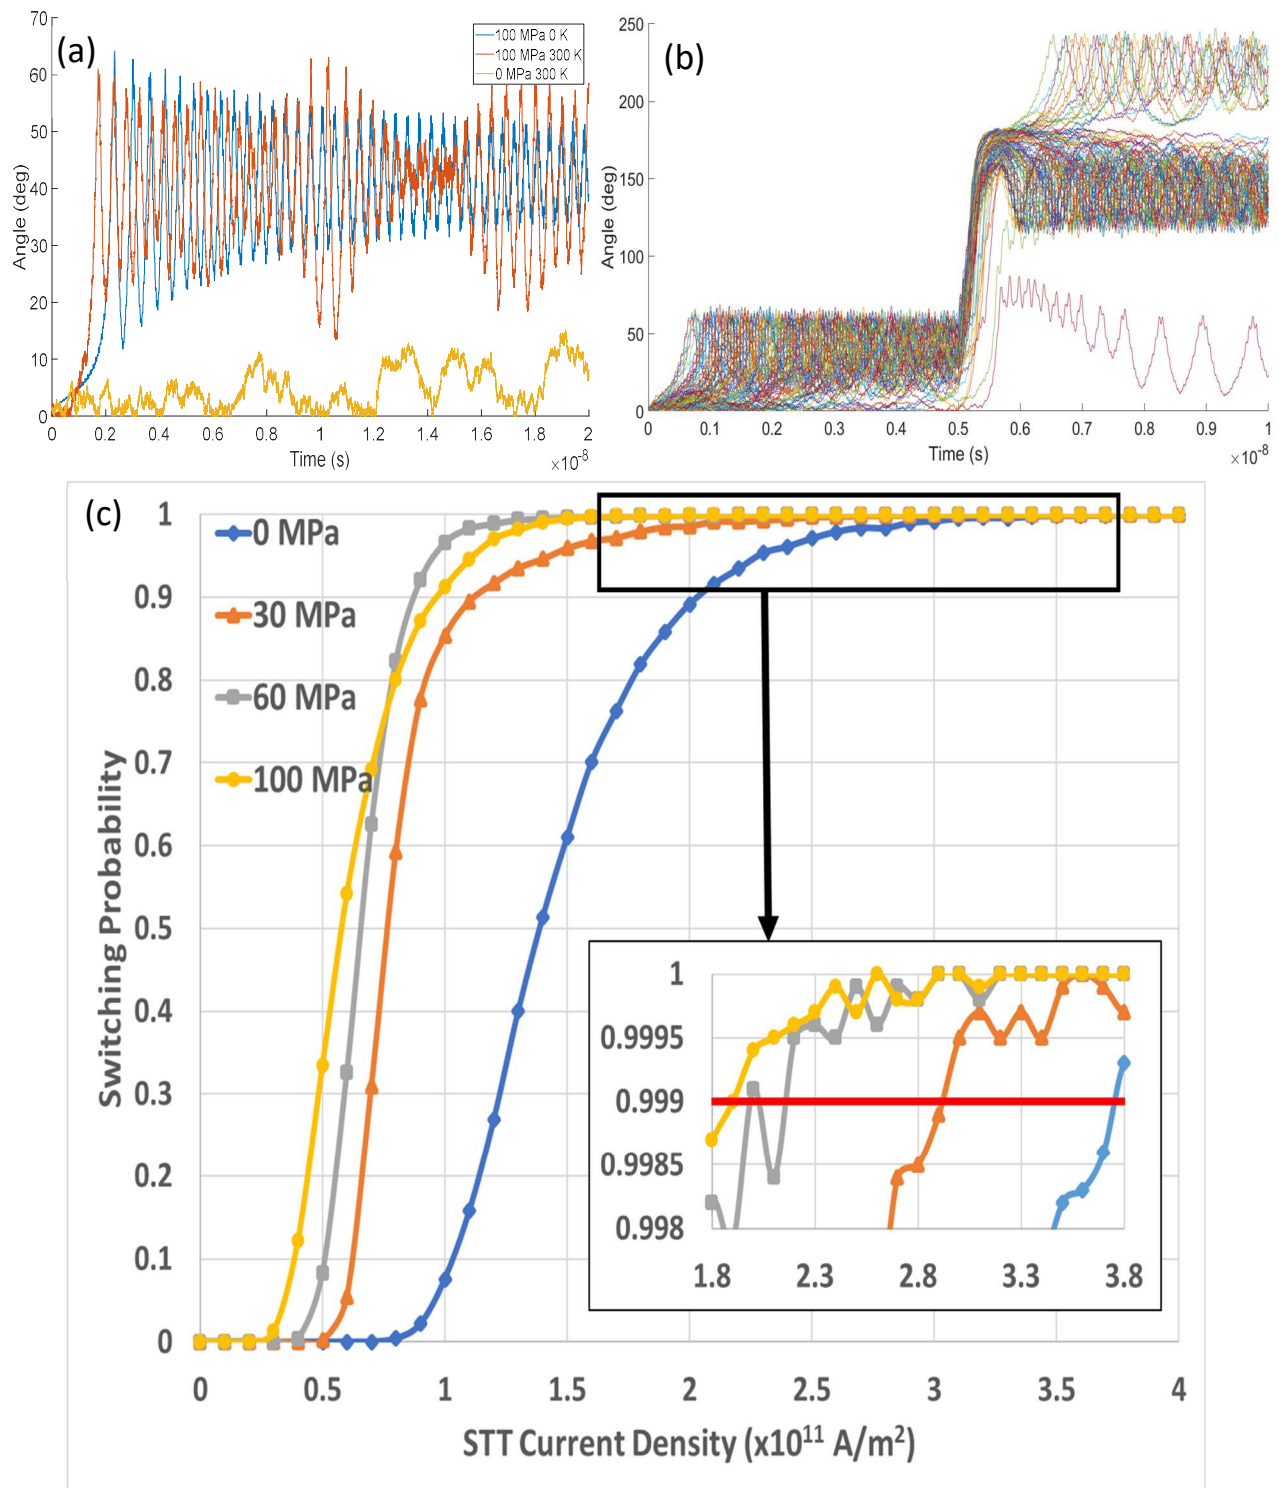 (a)
70
60
50
40
30
20
10
0
Angle (deg)
100 MPa 0 K
100 MPa 300 K
0 MPa 300 K
0 0.2 0.4 0.6 0.8 1 1.2 1.4 1.6 1.8 2
Time (s)
×10-8
(b)
250
200
150
100
50
0
Angle (deg)
0 0.1 0.2 0.3 0.4 0.5 0.6 0.7 0.8 0.9 1
Time (s)
×10-8
(c)
1
0.9
0.8
0.7
0.6
0.5
0.4
0.3
0.2
0.1
0
Switching Probability
0 MPa
30 MPa
60 MPa
100 MPa
1
0.9995
0.999
0.9985
0.998
1.8 2.3 2.8 3.3 3.8
0 0.5 1 1.5 2 2.5 3 3.5 4
STT Current Density (x10¹¹ A/m²)